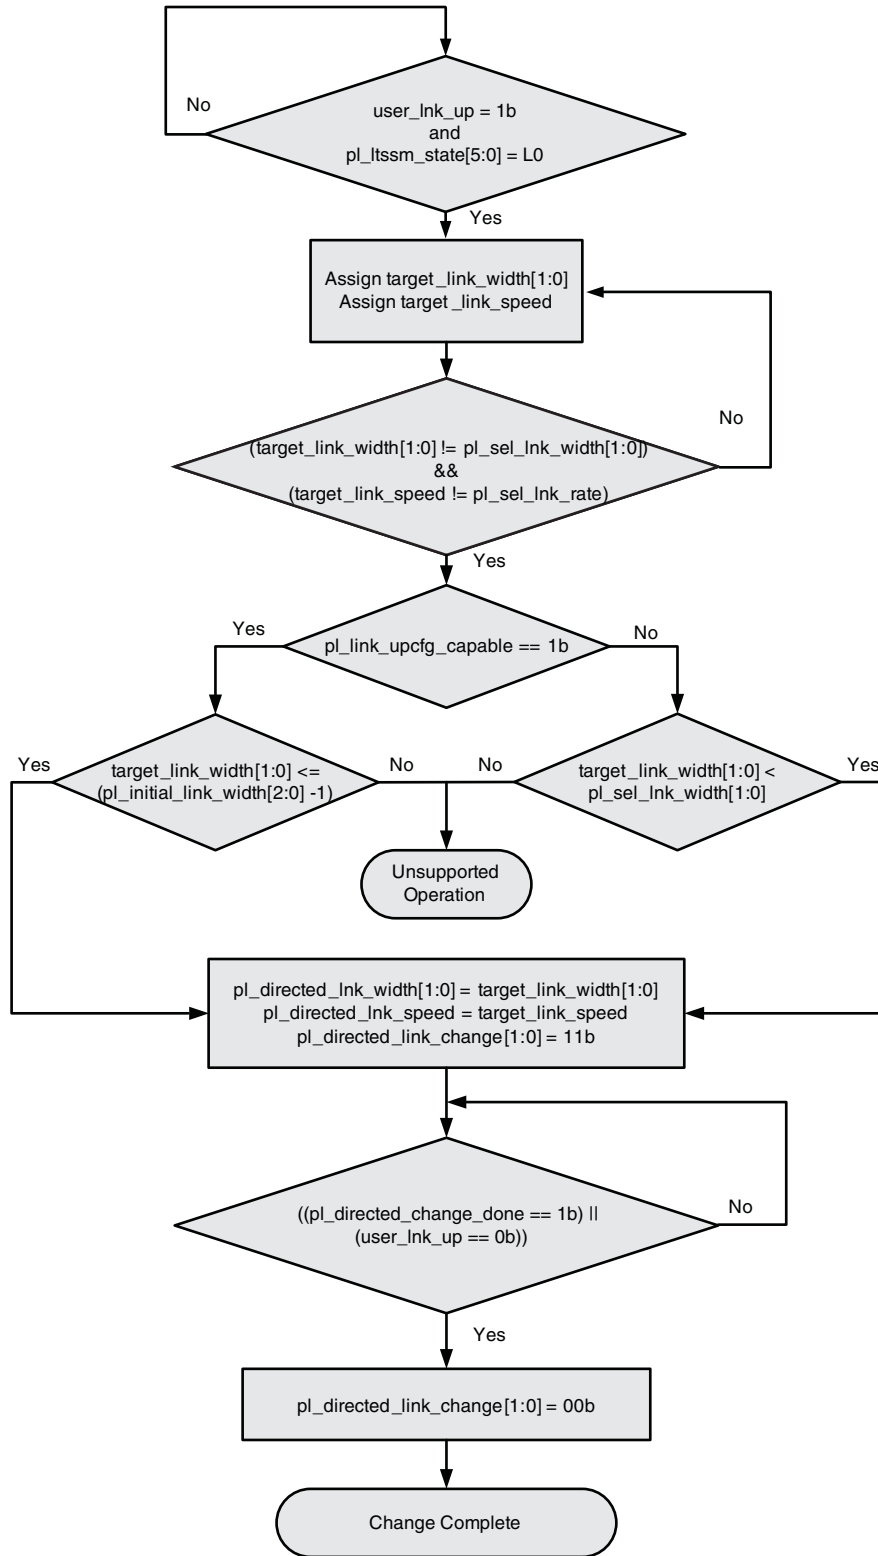 No
user_lnk_up = 1b
and
pl_ltssm_state[5:0] = L0
Yes
Assign target_link_width[1:0]
Assign target_link_speed
No
(target_link_width[1:0] != pl_sel_lnk_width[1:0])
&&
(target_link_speed != pl_sel_lnk_rate)
Yes
Yes
pl_link_upcfg_capable == 1b
No
Yes
target_link_width[1:0] <=
(pl_initial_link_width[2:0] -1)
No
No
target_link_width[1:0] <
pl_sel_lnk_width[1:0]
Yes
Unsupported
Operation
pl_directed_lnk_width[1:0] = target_link_width[1:0]
pl_directed_lnk_speed = target_link_speed
pl_directed_link_change[1:0] = 11b
((pl_directed_change_done == 1b) ||
(user_lnk_up == 0b))
No
Yes
pl_directed_link_change[1:0] = 00b
Change Complete